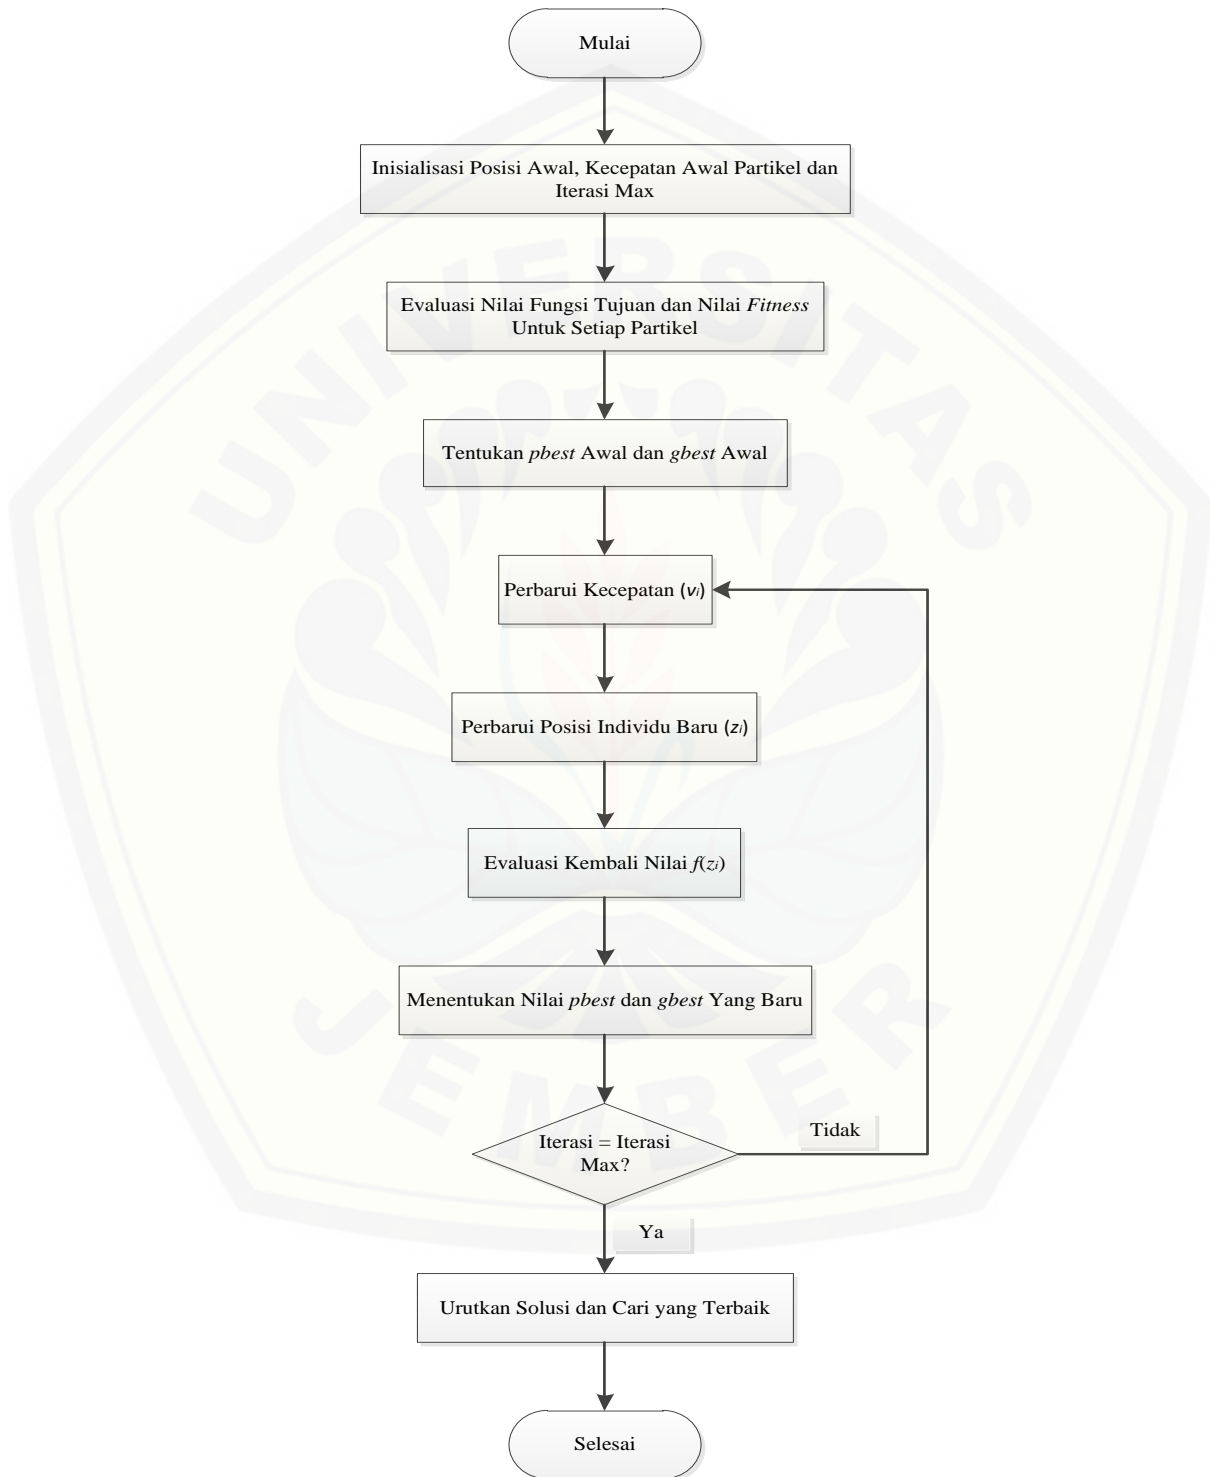 Mulai
Inisialisasi Posisi Awal, Kecepatan Awal Partikel dan
Iterasi Max
Evaluasi Nilai Fungsi Tujuan dan Nilai Fitness
Untuk Setiap Partikel
Tentukan pbest Awal dan gbest Awal
Perbarui Kecepatan (vi)
Perbarui Posisi Individu Baru (zi)
Evaluasi Kembali Nilai f(zi)
Menentukan Nilai pbest dan gbest Yang Baru
Iterasi = Iterasi
Max?
Tidak
Ya
Urutkan Solusi dan Cari yang Terbaik
Selesai
UNIVERSITAS
JEMBER